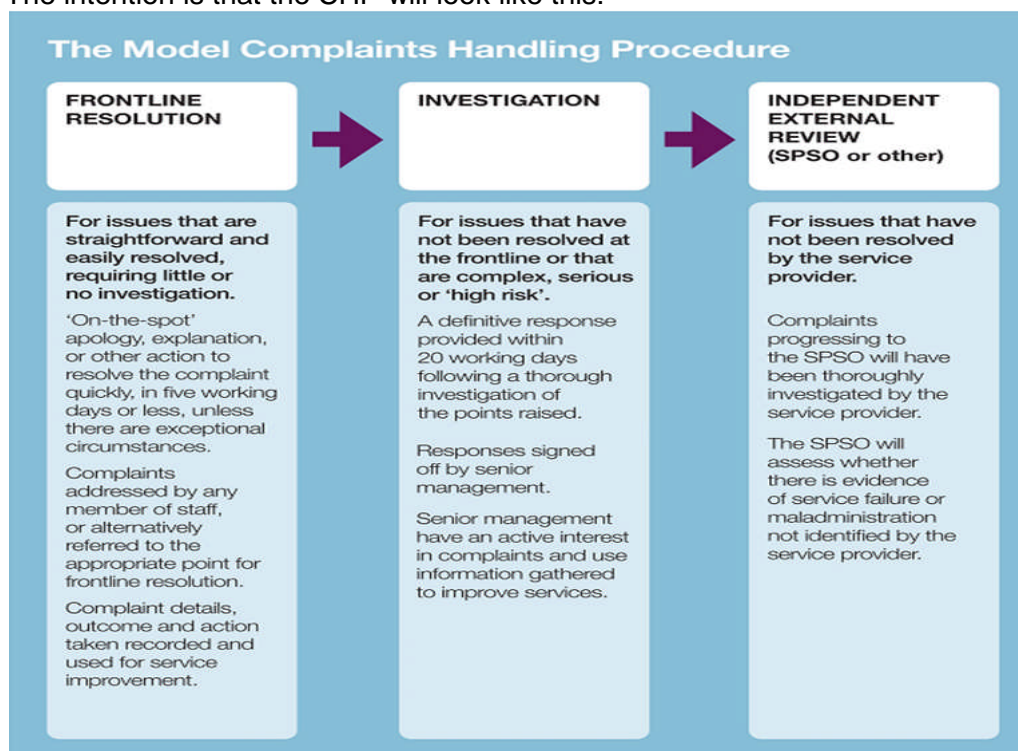 The intention is that the CHP will look like this:
The Model Complaints Handling Procedure
FRONTLINE
RESOLUTION
For issues that are
straightforward and
easily resolved,
requiring little or
no investigation.
‘On-the-spot’
apology, explanation,
or other action to
resolve the complaint
quickly, in five working
days or less, unless
there are exceptional
circumstances.
Complaints
addressed by any
member of staff,
or alternatively
referred to the
appropriate point for
frontline resolution.
Complaint details,
outcome and action
taken recorded and
used for service
improvement.
INVESTIGATION
For issues that have
not been resolved at
the frontline or that
are complex, serious
or ‘high risk’.
A definitive response
provided within
20 working days
following a thorough
investigation of
the points raised.
Responses signed
off by senior
management.
Senior management
have an active interest
in complaints and use
information gathered
to improve services.
INDEPENDENT
EXTERNAL
REVIEW
(SPSO or other)
For issues that have
not been resolved
by the service
provider.
Complaints
progressing to
the SPSO will have
been thoroughly
investigated by the
service provider.
The SPSO will
assess whether
there is evidence
of service failure or
maladministration
not identified by the
service provider.